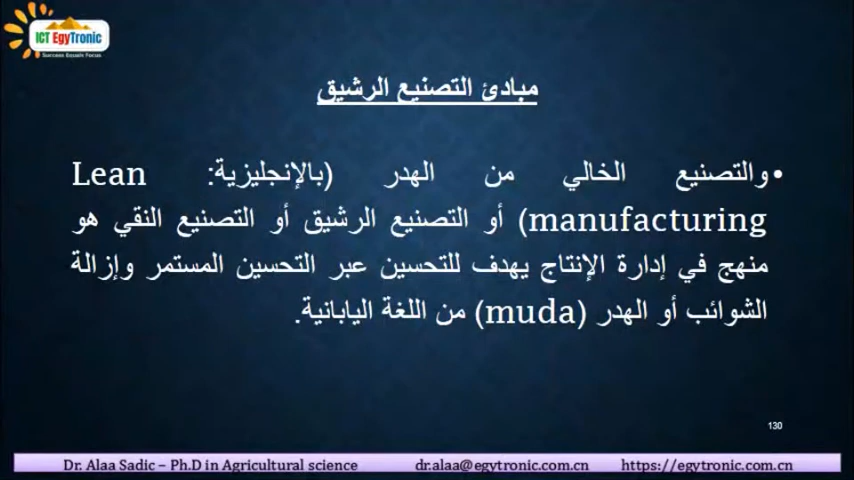 ICT EgyTronic
Success Equals Focus
مبادئ التصنيع الرشيق
•والتصنيع الخالي من الهدر (بالإنجليزية: Lean
manufacturing) أو التصنيع الرشيق أو التصنيع النقي هو
منهج في إدارة الإنتاج يهدف للتحسين عبر التحسين المستمر وإزالة
الشوائب أو الهدر (muda) من اللغة اليابانية.
130
Dr. Alaa Sadic – Ph.D in Agricultural science dr.alaa@egytronic.com.cn https://egytronic.com.cn